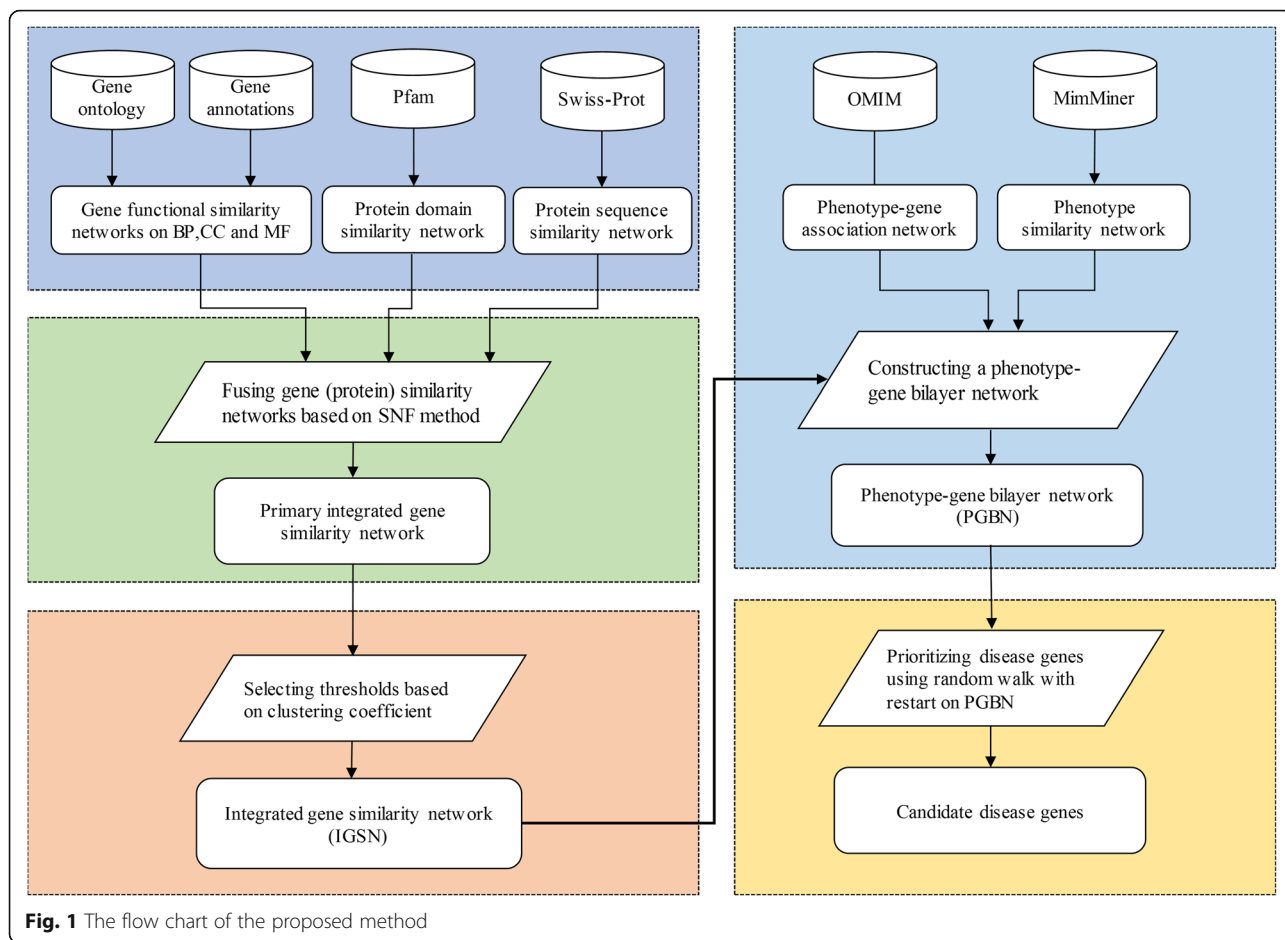 Gene
ontology
Gene
annotations
Pfam
Swiss-Prot
Gene functional similarity
networks on BP,CC and MF
Protein domain
similarity network
Protein sequence
similarity network
Fusing gene (protein) similarity
networks based on SNF method
Primary integrated gene
similarity network
Selecting thresholds based
on clustering coefficient
Integrated gene similarity network
(IGSN)
OMIM
MimMiner
Phenotype-gene
association network
Phenotype
similarity network
Constructing a phenotype-
gene bilayer network
Phenotype-gene bilayer network
(PGBN)
Prioritizing disease genes
using random walk with
restart on PGBN
Candidate disease genes
Fig. 1 The flow chart of the proposed method